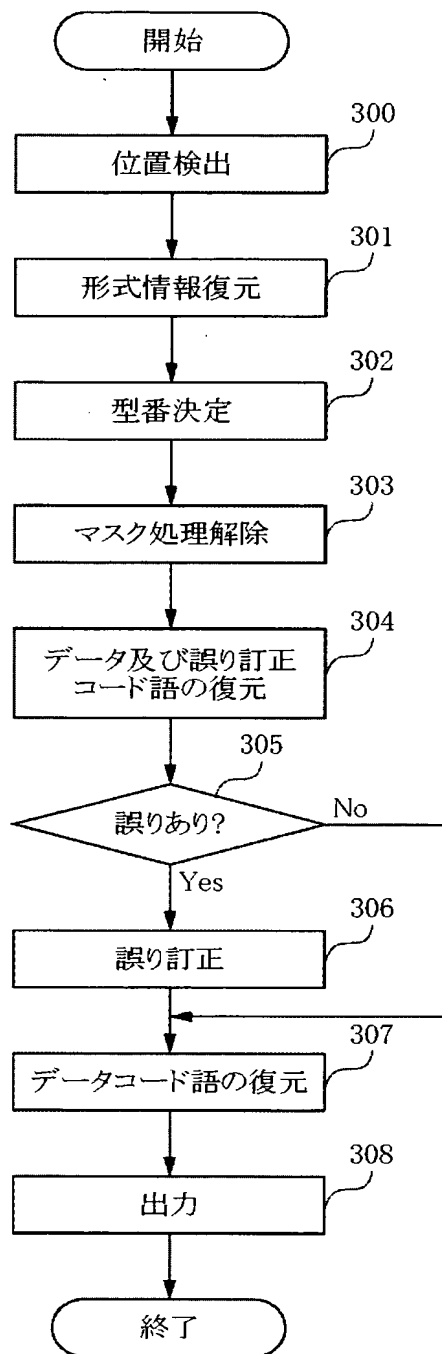 開始
300
位置検出
301
形式情報復元
302
型番決定
303
マスク処理解除
304
データ及び誤り訂正
コード語の復元
305
誤りあり?
No
Yes
306
誤り訂正
307
データコード語の復元
308
出力
終了